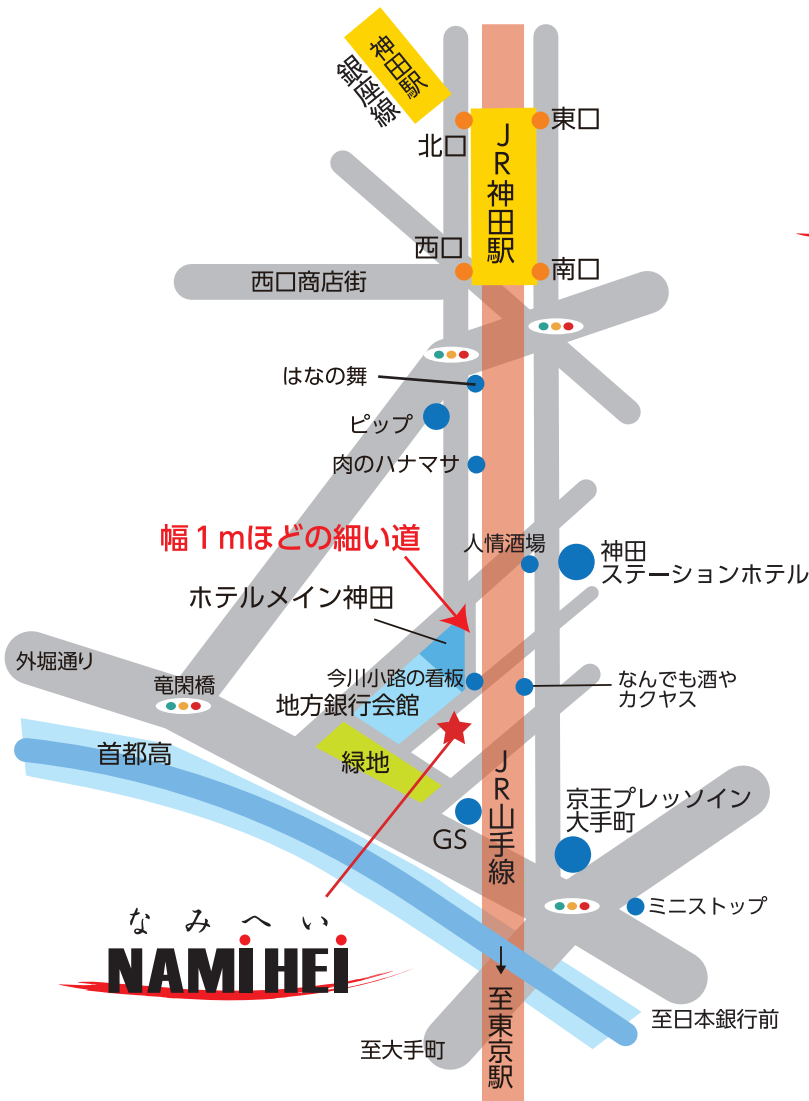 神田駅
銀座線
北口
東口
JR神田駅
西口
南口
西口商店街
はなの舞
ピップ
肉のハナマサ
幅1mほどの細い道
人情酒場
神田
ステーションホテル
ホテルメイン神田
外堀通り
竜閑橋
今川小路の看板
地方銀行会館
なんでも酒や
カクヤス
首都高
緑地
JR山手線
京王プレッソイン
大手町
GS
ミニストップ
なみへい
NAMiHEi
至東京駅
至日本銀行前
至大手町